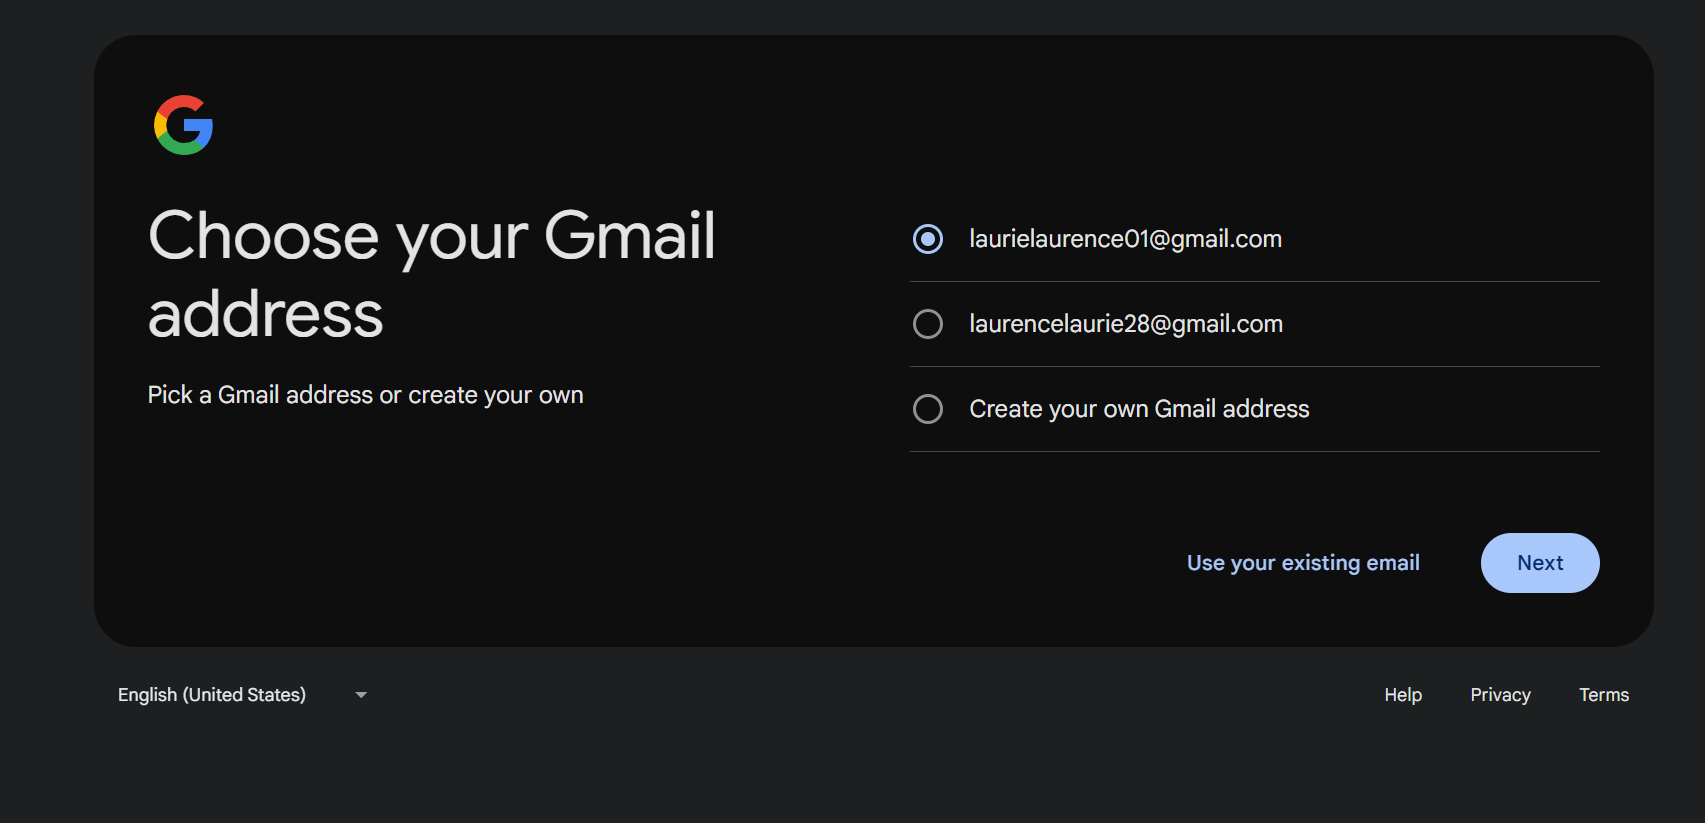 Choose your Gmail
address
Pick a Gmail address or create your own
laurielaurence01@gmail.com
laurencelaurie28@gmail.com
Create your own Gmail address
Use your existing email
Next
English (United States)
Help
Privacy
Terms